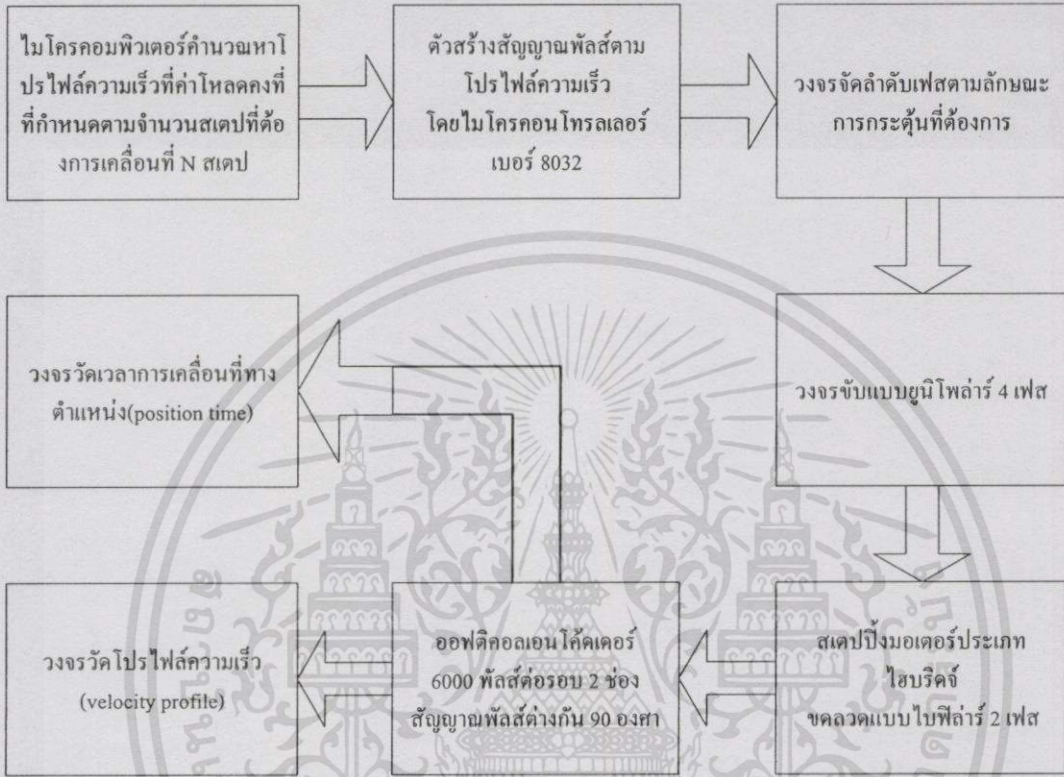 ไมโครคอมพิวเตอร์คำนวณหาโ
ปรไฟล์ความเร็วที่ค่าโหลดคงที่
ที่กำหนดตามจำนวนสเตปที่ต้อ
งการเคลื่อนที่ N สเตป
ตัวสร้างสัญญาณพัลส์ตาม
โปรไฟล์ความเร็ว
โดยไมโครคอนโทรลเลอร์
เบอร์ 8032
วงจรจัดลำดับเฟสตามลักษณะ
การกระตุ้นที่ต้องการ
วงจรวัดเวลาการเคลื่อนที่ทาง
ตำแหน่ง(position time)
วงจรขับแบบยูนิโพล่าร์ 4 เฟส
วงจรวัดโปรไฟล์ความเร็ว
(velocity profile)
ออฟติคอลเอนโค้ดเดอร์
6000 พัลส์ต่อรอบ 2 ช่อง
สัญญาณพัลส์ต่างกัน 90 องศา
สเตปปิ้งมอเตอร์ประเภท
ไฮบริดจ์
ขดลวดแบบไบฟิล่าร์ 2 เฟส